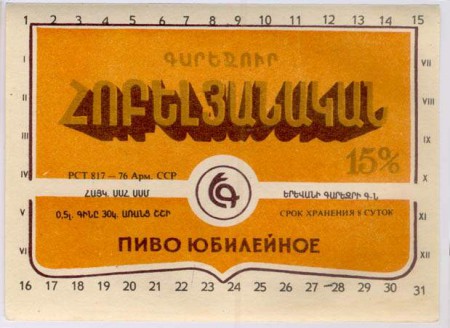 1 2 3 4 5 6 7 8 9 10 11 12 13 14 15
ԳԱՐԵՋՈՒՐ
ՀՈԲԵԼՅԱՆԱԿԱՆ
15%
РСТ 817 — 76 Арм. ССР
ՀԱՅԿ. ՍՍՀ ՍՍՄ
ԵՐԵՎԱՆԻ ԳԱՐԵՋՐԻ Գ-Ն
0,5լ. ԳԻՆԸ 30կ. ԱՌԱՆՑ ՇՇԻ
СРОК ХРАНЕНИЯ 8 СУТОК
ПИВО ЮБИЛЕЙНОЕ
I II III IV V VI
VII VIII IX X XI XII
16 17 18 19 20 21 22 23 24 25 26 27 28 29 30 31